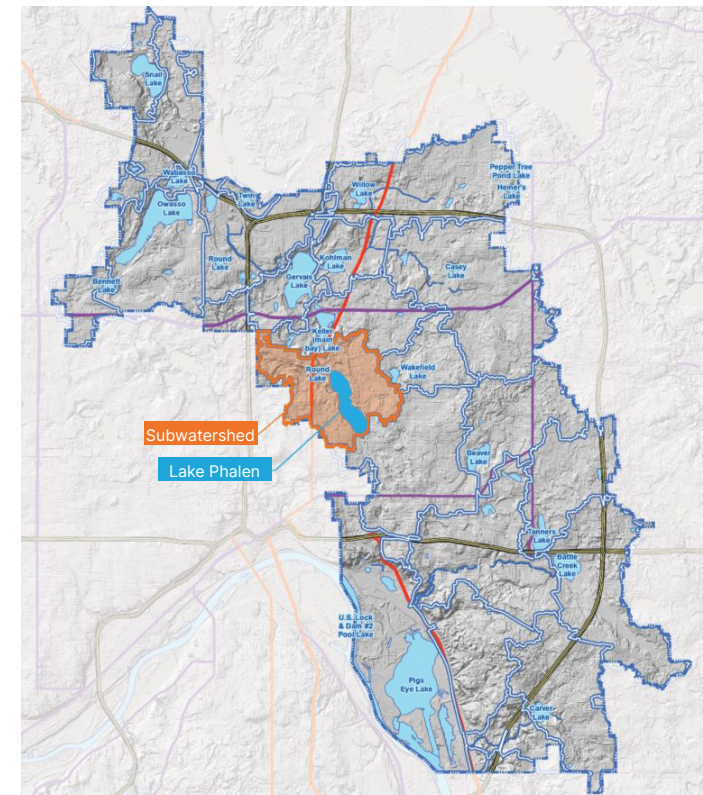 Snail
Lake
Wabasso
Lake
Twin
Lake
Owasso
Lake
Willow
Lake
Pepper Tree
Pond Lake
Heiner's
Lake
Round
Lake
Kohlman
Lake
Gervais
Lake
Casey
Lake
Bennett
Lake
Keller
(main
bay) Lake
Round
Lake
Wakefield
Lake
Subwatershed
Lake Phalen
Beaver
Lake
Tanners
Lake
Battle
Creek
Lake
U.S. Lock
& Dam #2
Pool Lake
Pigs
Eye Lake
Carver
Lake